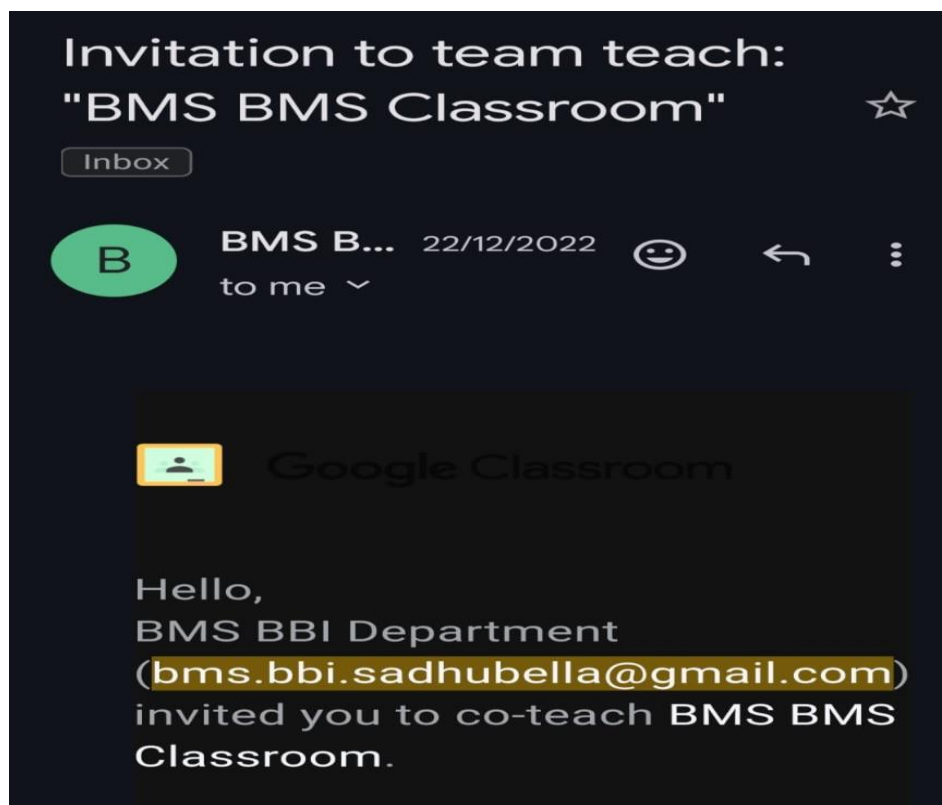 Invitation to team teach:
"BMS BMS Classroom"
Inbox
B
BMS B... 22/12/2022
to me
Google Classroom
Hello,
BMS BBI Department
(bms.bbi.sadhubella@gmail.com)
invited you to co-teach BMS BMS
Classroom.